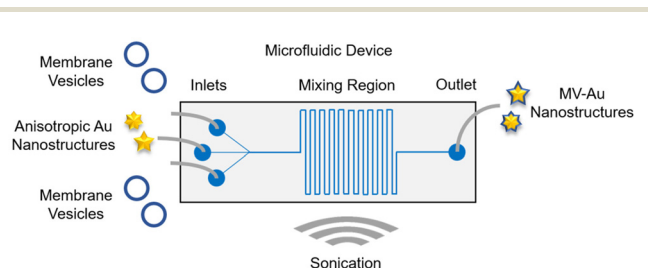 Microfluidic Device
Membrane
Vesicles
Inlets
Mixing Region
Outlet
Anisotropic Au
Nanostructures
MV-Au
Nanostructures
Membrane
Vesicles
Sonication